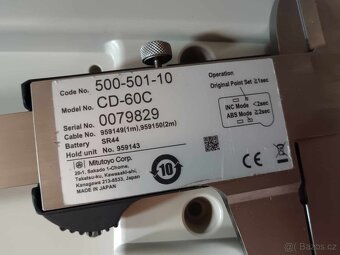 Code No. 500-501-10
Model No. CD-60C
Serial No. 0079829
Cable No. 959149(1m),959150(2m)
Battery SR44
Hold unit No. 959143
Mitutoyo Corp.
20-1, Sakado 1-Chome,
Takatsu-ku, Kawasaki-shi,
Kanagawa 213-8533, JAPAN
MADE IN JAPAN
Operation
Original Point Set ≧1sec
INC Mode <2sec
ABS Mode ≧2sec
10
CE
Bazoš.cz